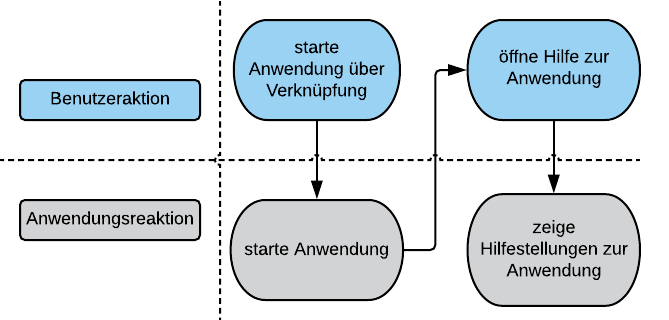 Benutzeraktion
starte
Anwendung über
Verknüpfung
öffne Hilfe zur
Anwendung
Anwendungsreaktion
starte Anwendung
zeige
Hilfestellungen zur
Anwendung